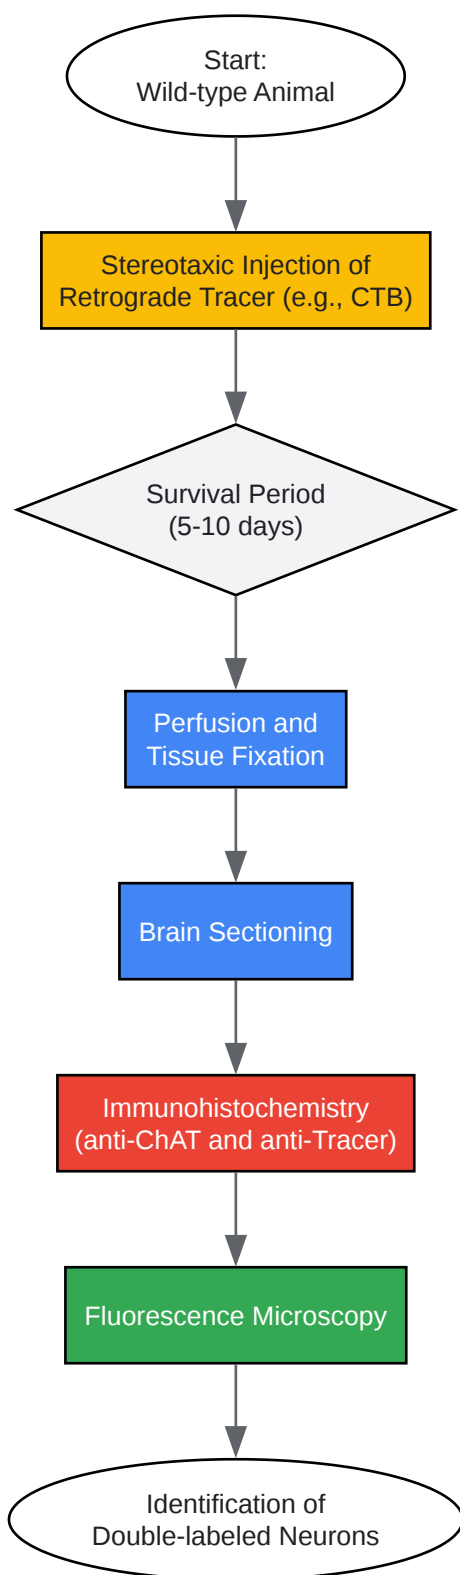 Start:
Wild-type Animal
Stereotaxic Injection of
Retrograde Tracer (e.g., CTB)
Survival Period
(5-10 days)
Perfusion and
Tissue Fixation
Brain Sectioning
Immunohistochemistry
(anti-ChAT and anti-Tracer)
Fluorescence Microscopy
Identification of
Double-labeled Neurons